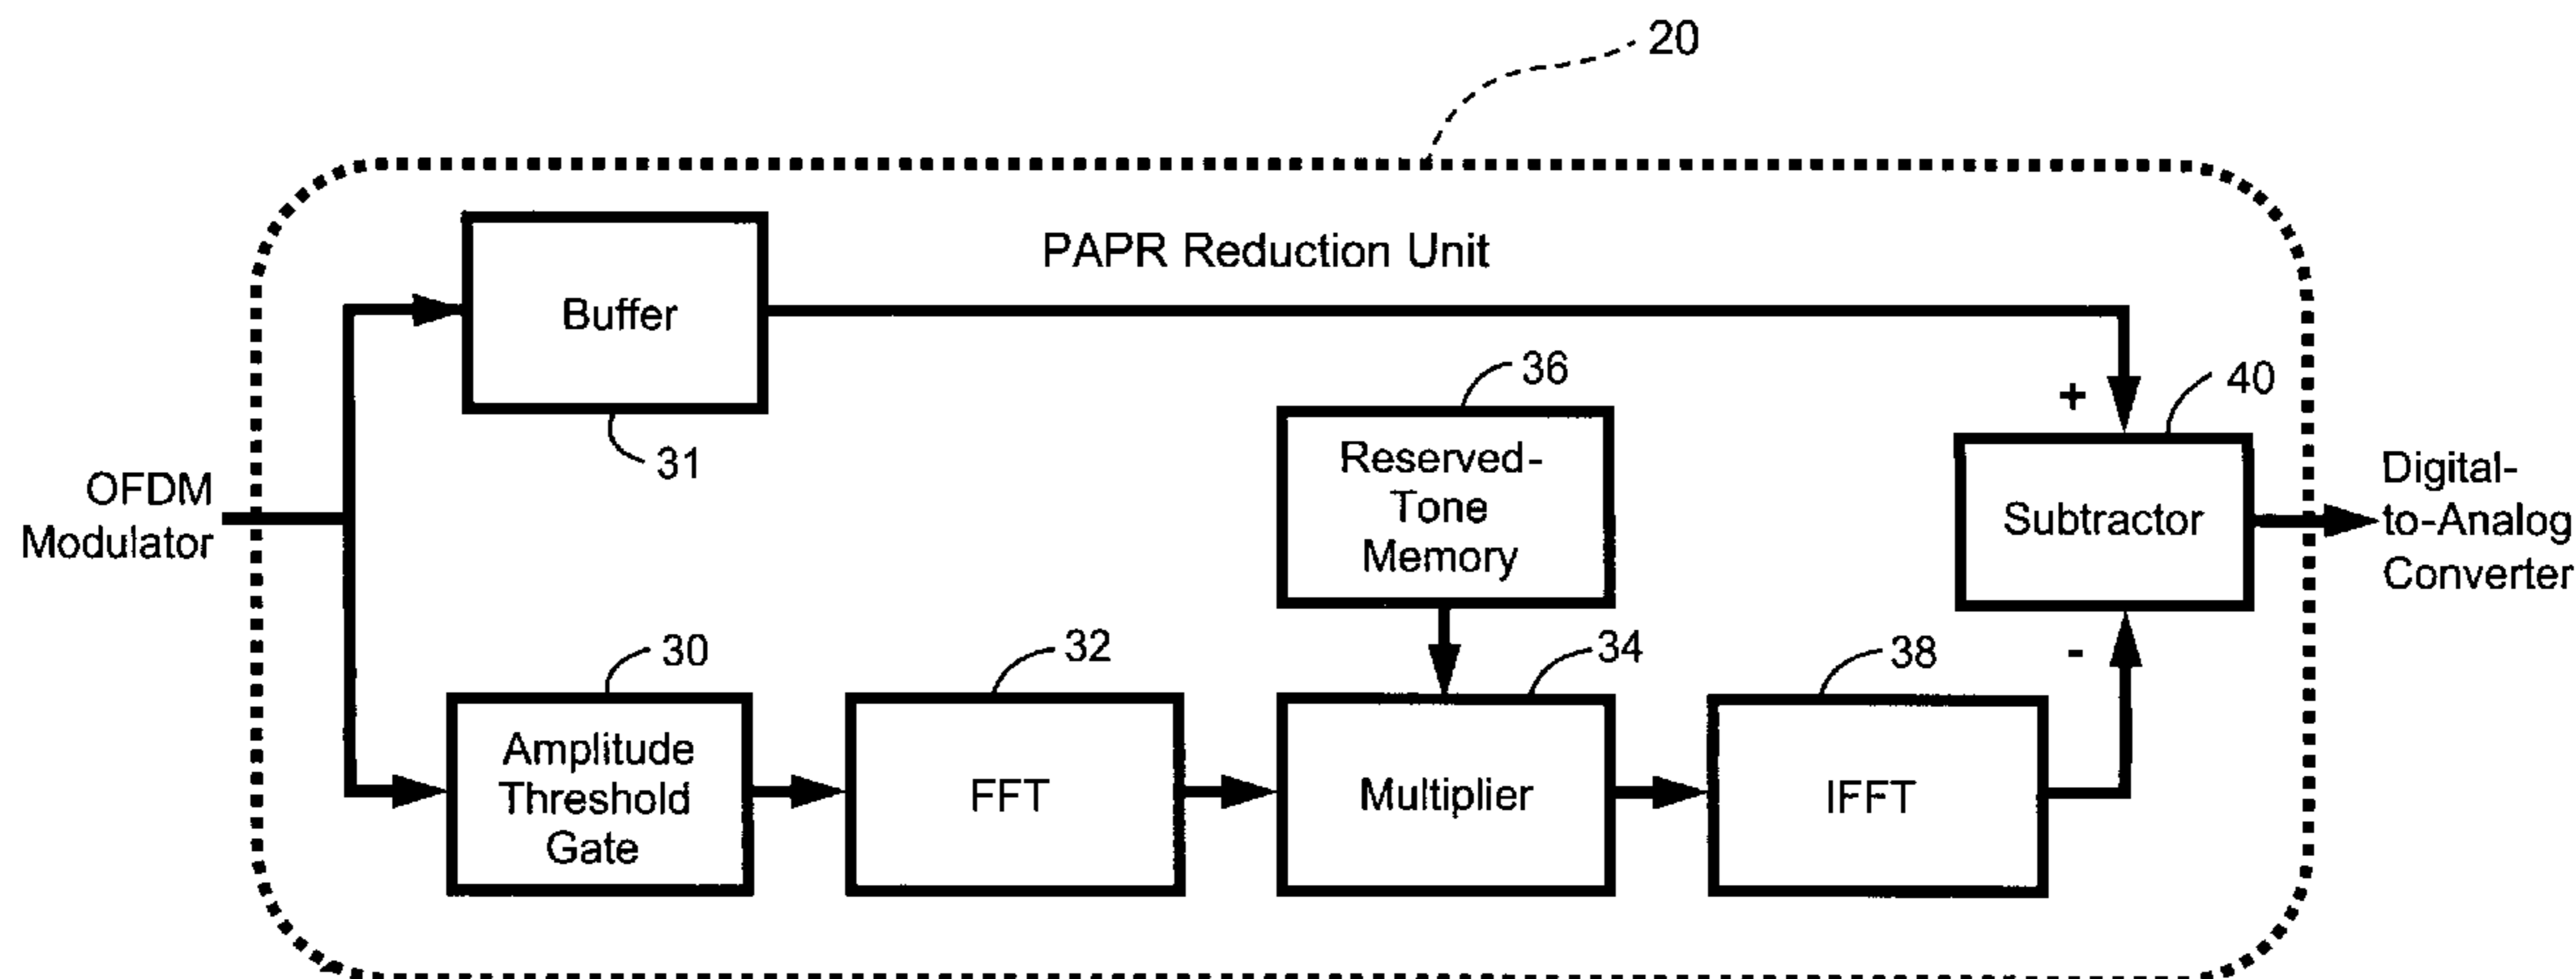 20
PAPR Reduction Unit
Buffer
31
36
Reserved-
Tone
Memory
+
40
Subtractor
Digital-
to-Analog
Converter
OFDM
Modulator
30
Amplitude
Threshold
Gate
32
FFT
34
Multiplier
38
IFFT
-